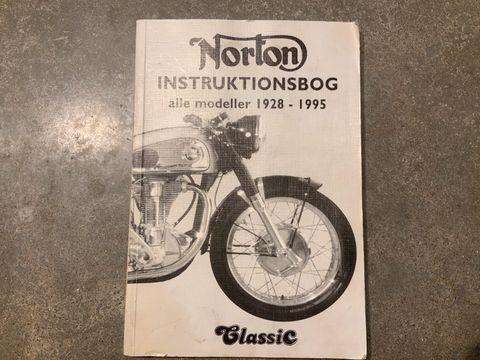 Norton
INSTRUKTIONSBOG
alle modeller 1928 - 1995
Classic